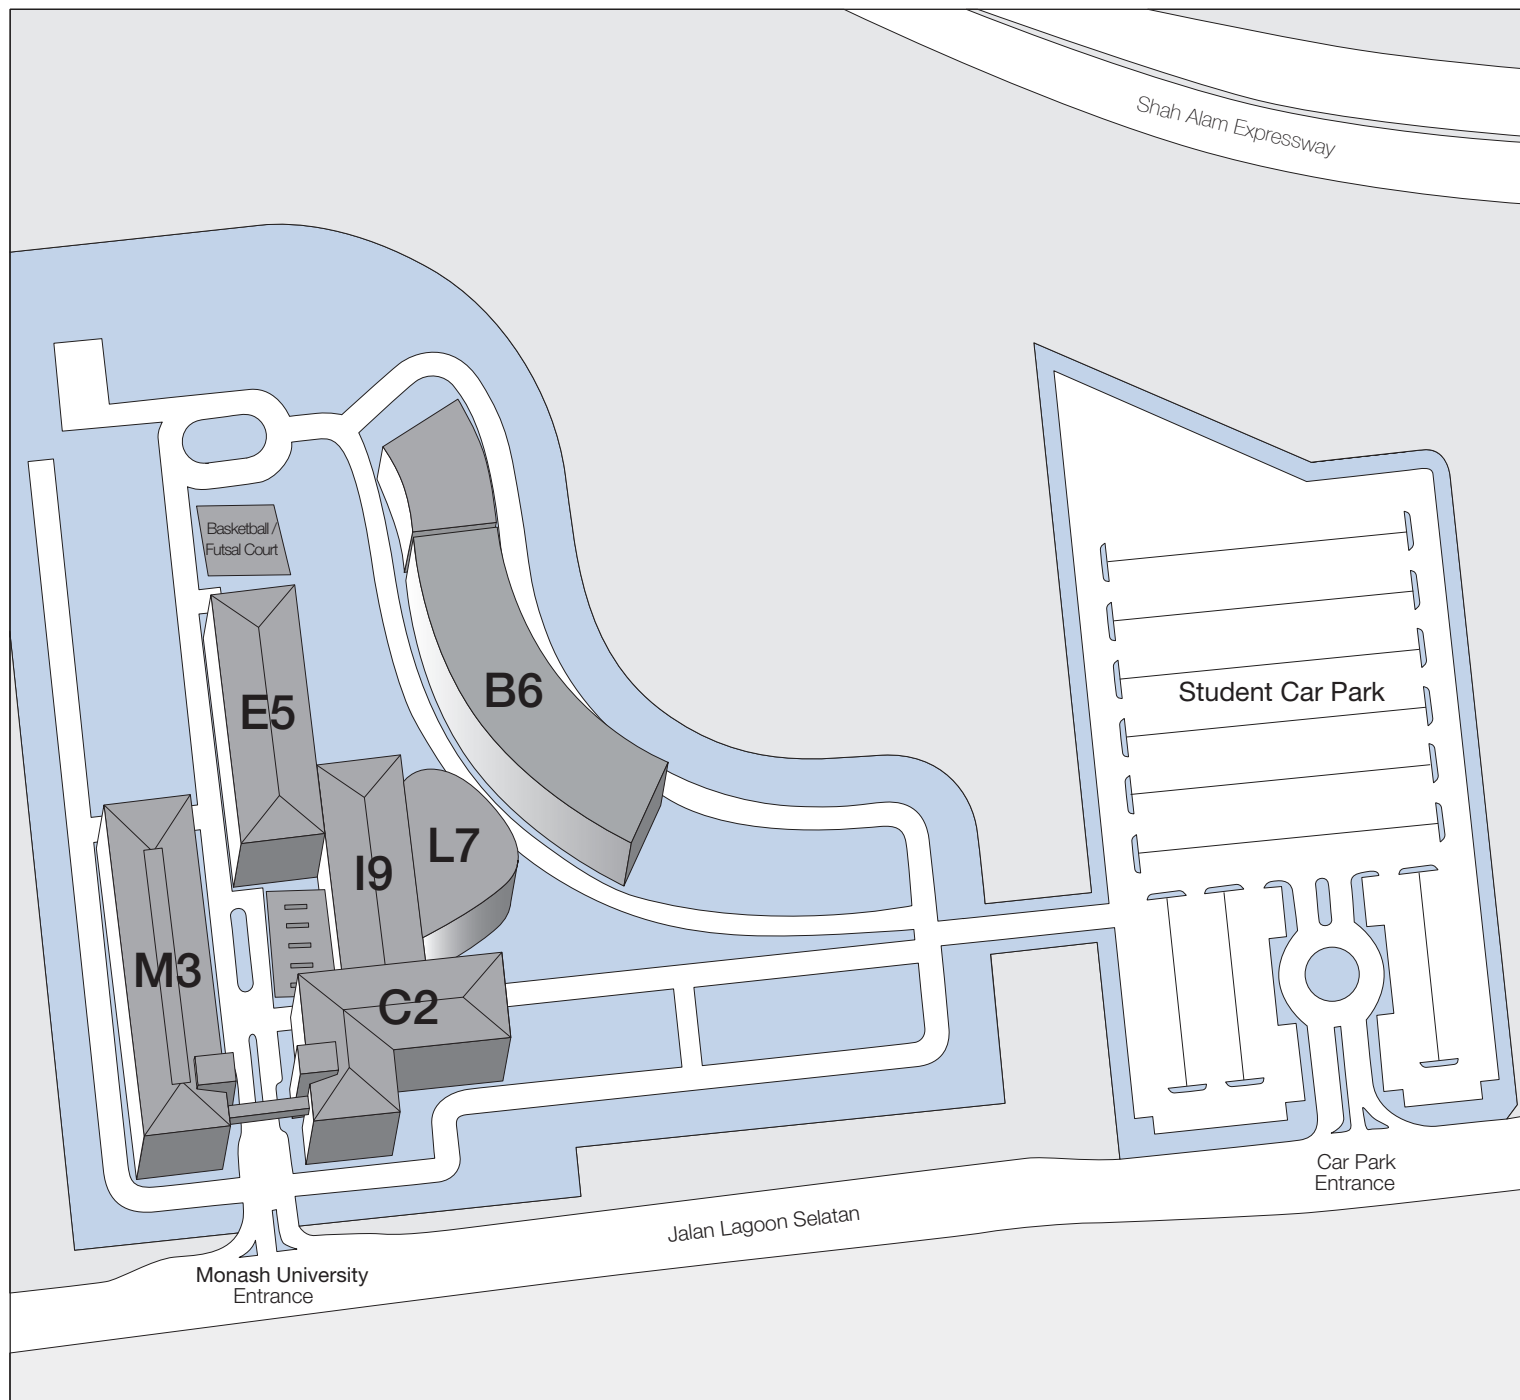 Shah Alam Expressway
Basketball /
Futsal Court
B6
Student Car Park
E5
L7
I9
M3
C2
Car Park
Entrance
Jalan Lagoon Selatan
Monash University
Entrance